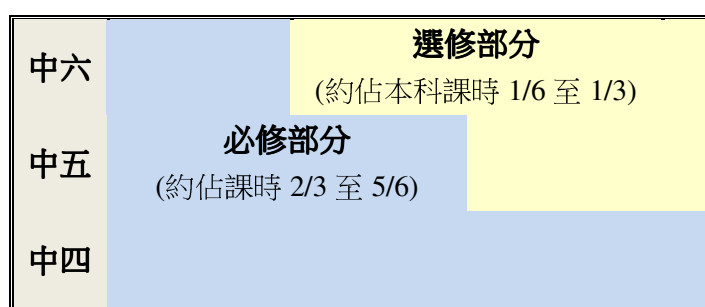 選修部分
中六
(約佔本科課時 1/6 至 1/3)
必修部分
中五
(約佔課時 2/3 至 5/6)
中四